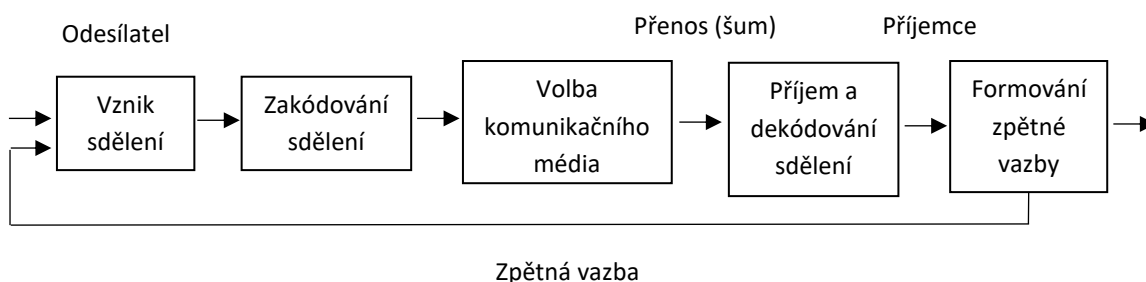 Odesílatel
Přenos (šum)
Příjemce
Vznik
sdělení
Zakódování
sdělení
Volba
komunikačního
média
Příjem a
dekódování
sdělení
Formování
zpětné
vazby
Zpětná vazba